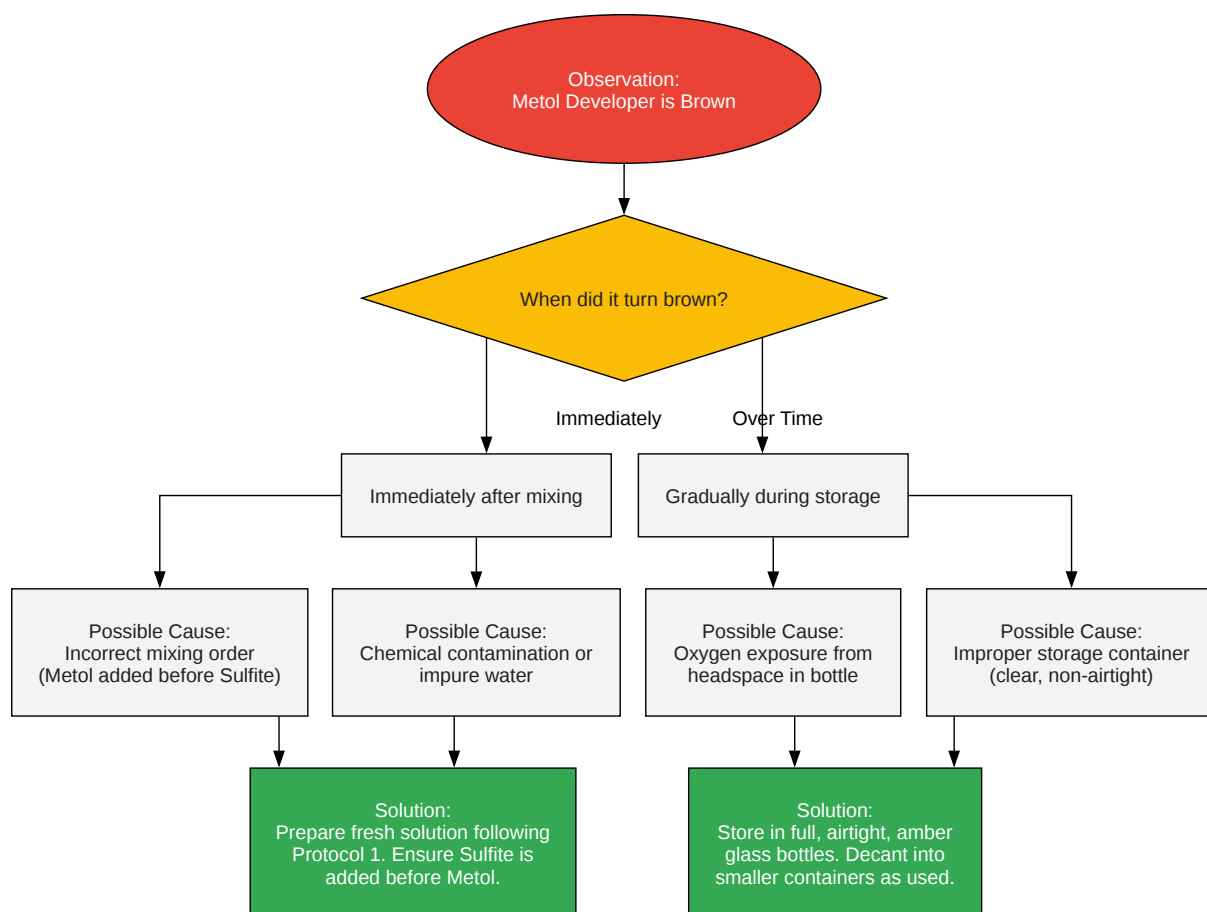 Observation:
Metol Developer is Brown
When did it turn brown?
Immediately
Over Time
Immediately after mixing
Gradually during storage
Possible Cause:
Incorrect mixing order
(Metol added before Sulfite)
Possible Cause:
Chemical contamination or
impure water
Possible Cause:
Oxygen exposure from
headspace in bottle
Possible Cause:
Improper storage container
(clear, non-airtight)
Solution:
Prepare fresh solution following
Protocol 1. Ensure Sulfite is
added before Metol.
Solution:
Store in full, airtight, amber
glass bottles. Decant into
smaller containers as used.